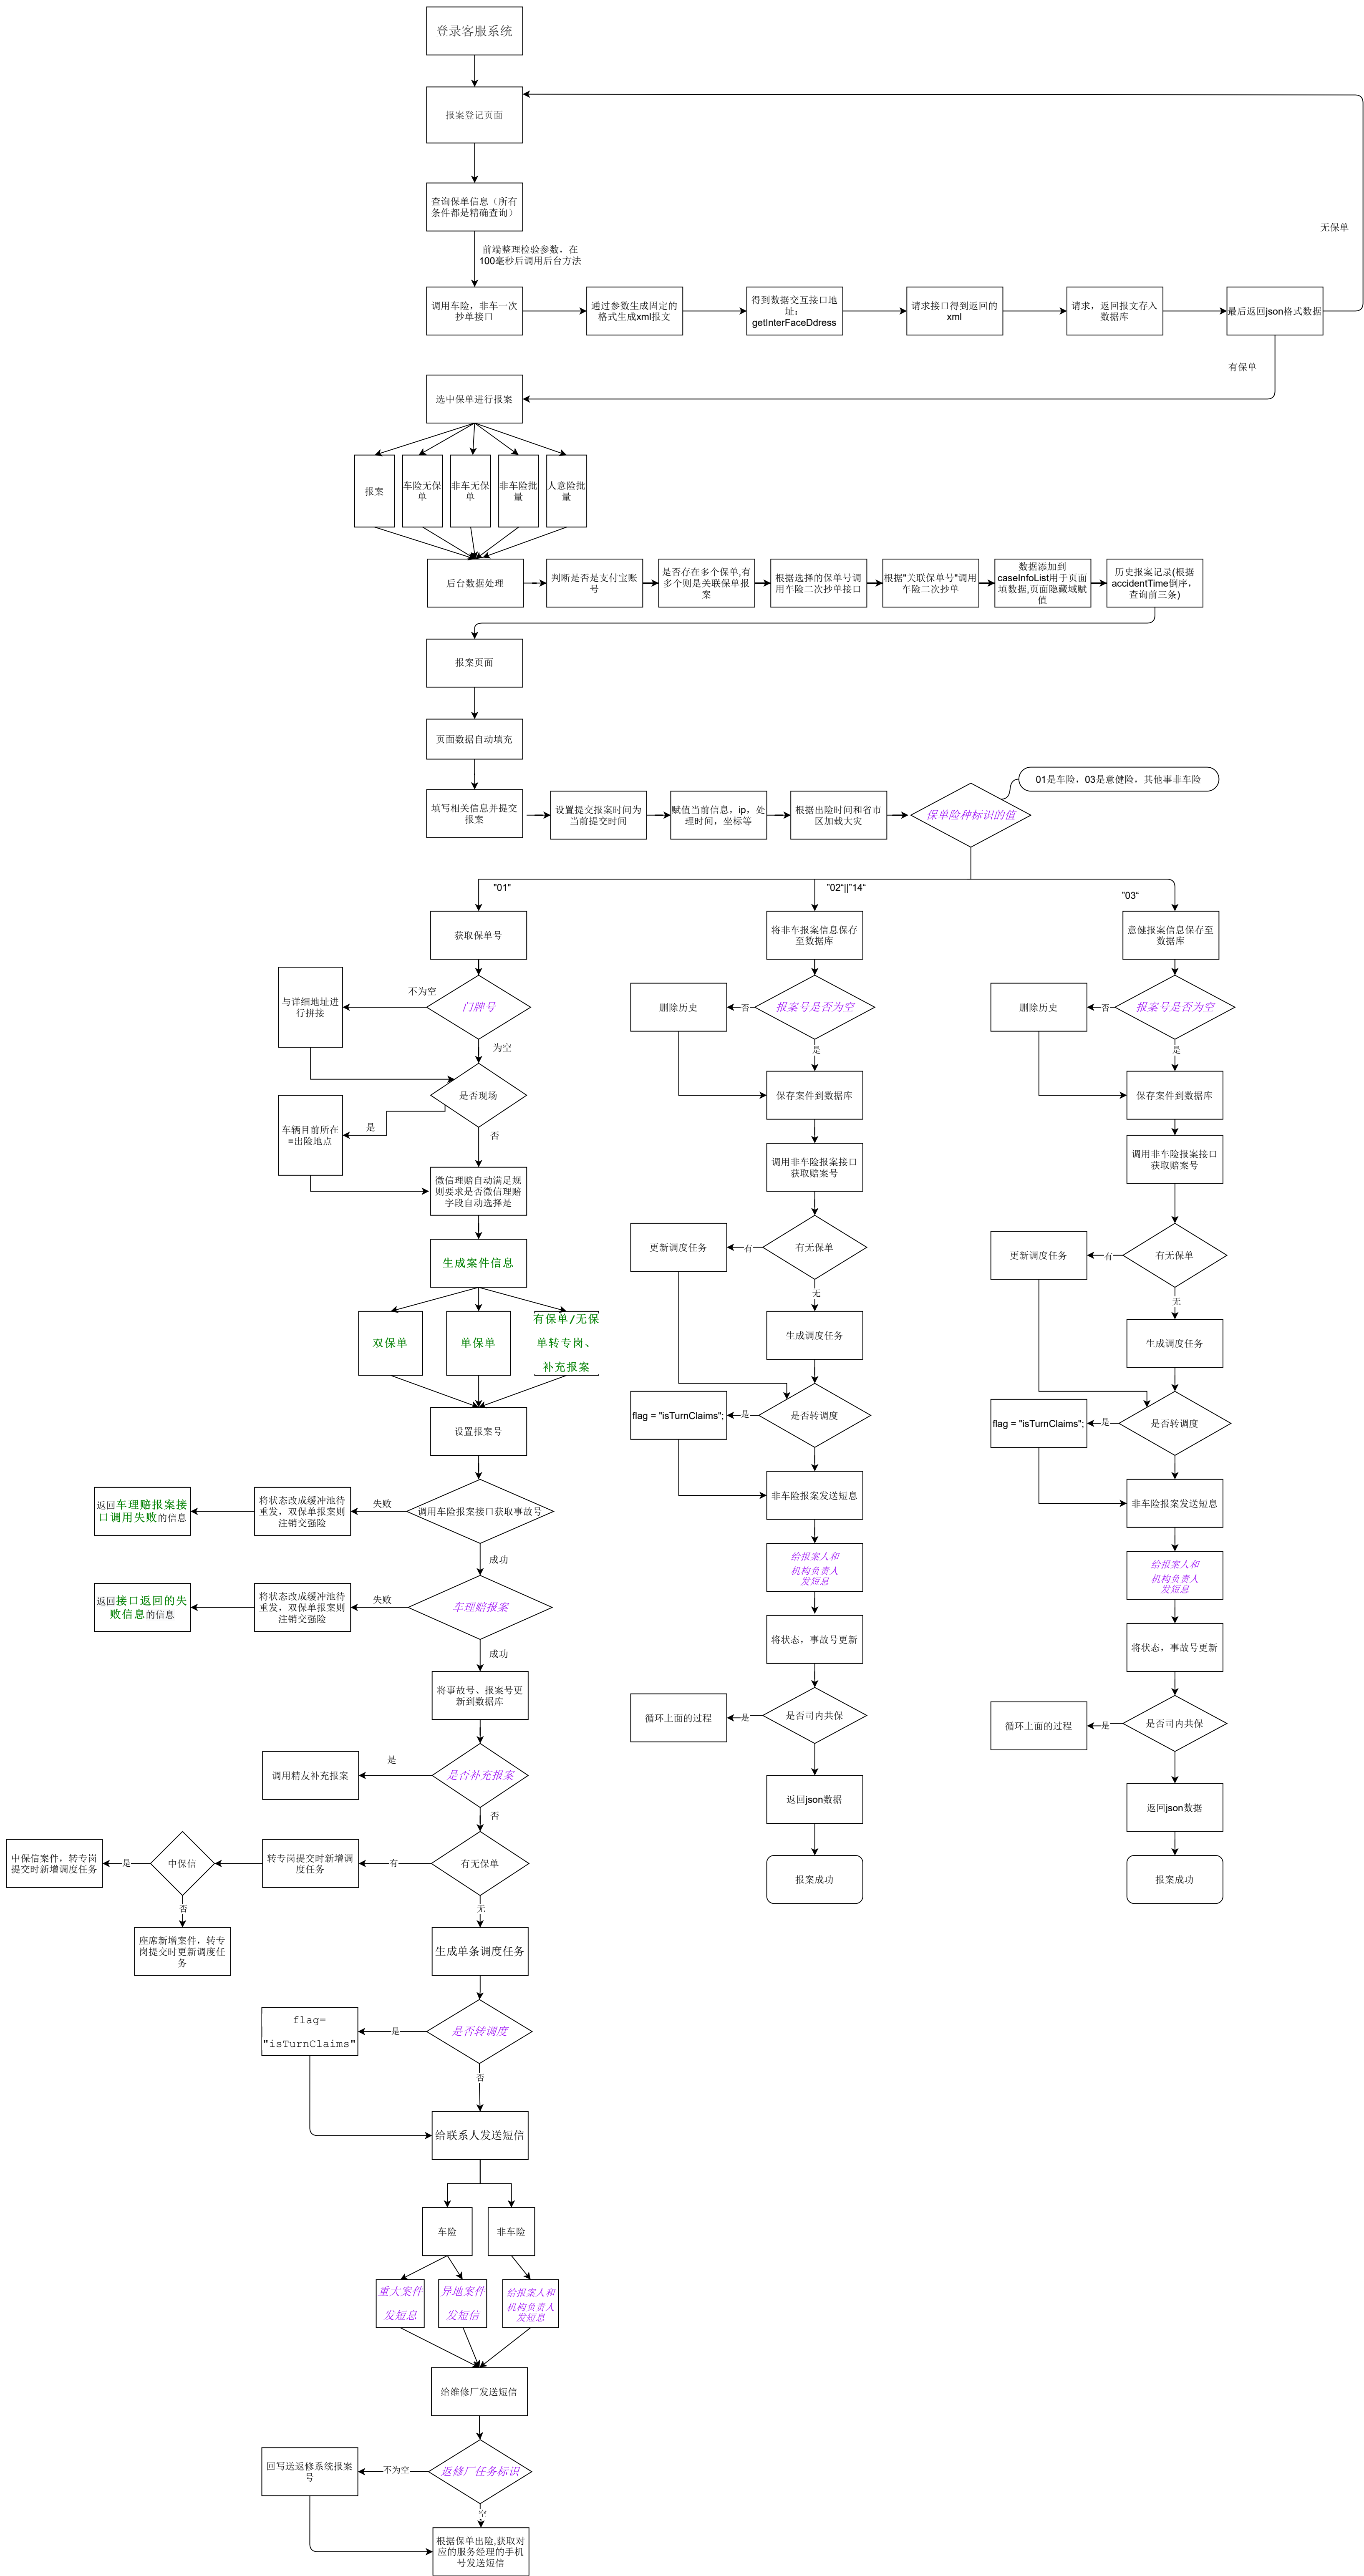 登录客服系统
报案登记页面
查询保单信息（所有
条件都是精确查询）
无保单
前端整理检验参数，在
100毫秒后调用后台方法
调用车险，非车一次
抄单接口
通过参数生成固定的
格式生成xml报文
得到数据交互接口地
址：
getInterFaceDdress
请求接口得到返回的
xml
请求，返回报文存入
数据库
最后返回json格式数据
有保单
选中保单进行报案
报案
车险无保
单
非车无保
单
非车险批
量
人意险批
量
后台数据处理
判断是否是支付宝账
号
是否存在多个保单,有
多个则是关联保单报
案
根据选择的保单号调
用车险二次抄单接口
根据"关联保单号"调用
车险二次抄单
数据添加到
caseInfoList用于页面
填数据,页面隐藏域赋
值
历史报案记录(根据
accidentTime倒序，
查询前三条)
报案页面
页面数据自动填充
填写相关信息并提交
报案
设置提交报案时间为
当前提交时间
赋值当前信息，ip，处
理时间，坐标等
根据出险时间和省市
区加载大灾
保单险种标识的值
01是车险，03是意健险，其他事非车险
"01"
"02"||"14"
"03"
获取保单号
门牌号
不为空
与详细地址进
行拼接
为空
是否现场
是
车辆目前所在
=出险地点
否
微信理赔自动满足规
则要求是否微信理赔
字段自动选择是
生成案件信息
双保单
单保单
有保单/无保
单转专岗、
补充报案
设置报案号
调用车险报案接口获取事故号
失败
将状态改成缓冲池待
重发，双保单报案则
注销交强险
返回车理赔报案接
口调用失败的信息
成功
车理赔报案
失败
将状态改成缓冲池待
重发，双保单报案则
注销交强险
返回接口返回的失
败信息的信息
成功
将事故号、报案号更
新到数据库
是否补充报案
是
调用精友补充报案
否
有无保单
有
转专岗提交时新增调
度任务
中保信
是
中保信案件，转专岗
提交时新增调度任务
否
座席新增案件，转专
岗提交时更新调度任
务
无
生成单条调度任务
是否转调度
是
flag=
"isTurnClaims"
否
给联系人发送短信
车险
非车险
重大案件
发短息
异地案件
发短信
给报案人和
机构负责人
发短息
给维修厂发送短信
返修厂任务标识
不为空
回写送返修系统报案
号
空
根据保单出险,获取对
应的服务经理的手机
号发送短信
将非车报案信息保存
至数据库
报案号是否为空
否
删除历史
是
保存案件到数据库
调用非车险报案接口
获取赔案号
有无保单
有
更新调度任务
无
生成调度任务
是否转调度
是
flag = "isTurnClaims";
非车险报案发送短息
给报案人和
机构负责人
发短息
将状态，事故号更新
是否司内共保
是
循环上面的过程
返回json数据
报案成功
意健报案信息保存至
数据库
报案号是否为空
否
删除历史
是
保存案件到数据库
调用非车险报案接口
获取赔案号
有无保单
有
更新调度任务
无
生成调度任务
是否转调度
是
flag = "isTurnClaims";
非车险报案发送短息
给报案人和
机构负责人
发短息
将状态，事故号更新
是否司内共保
是
循环上面的过程
返回json数据
报案成功